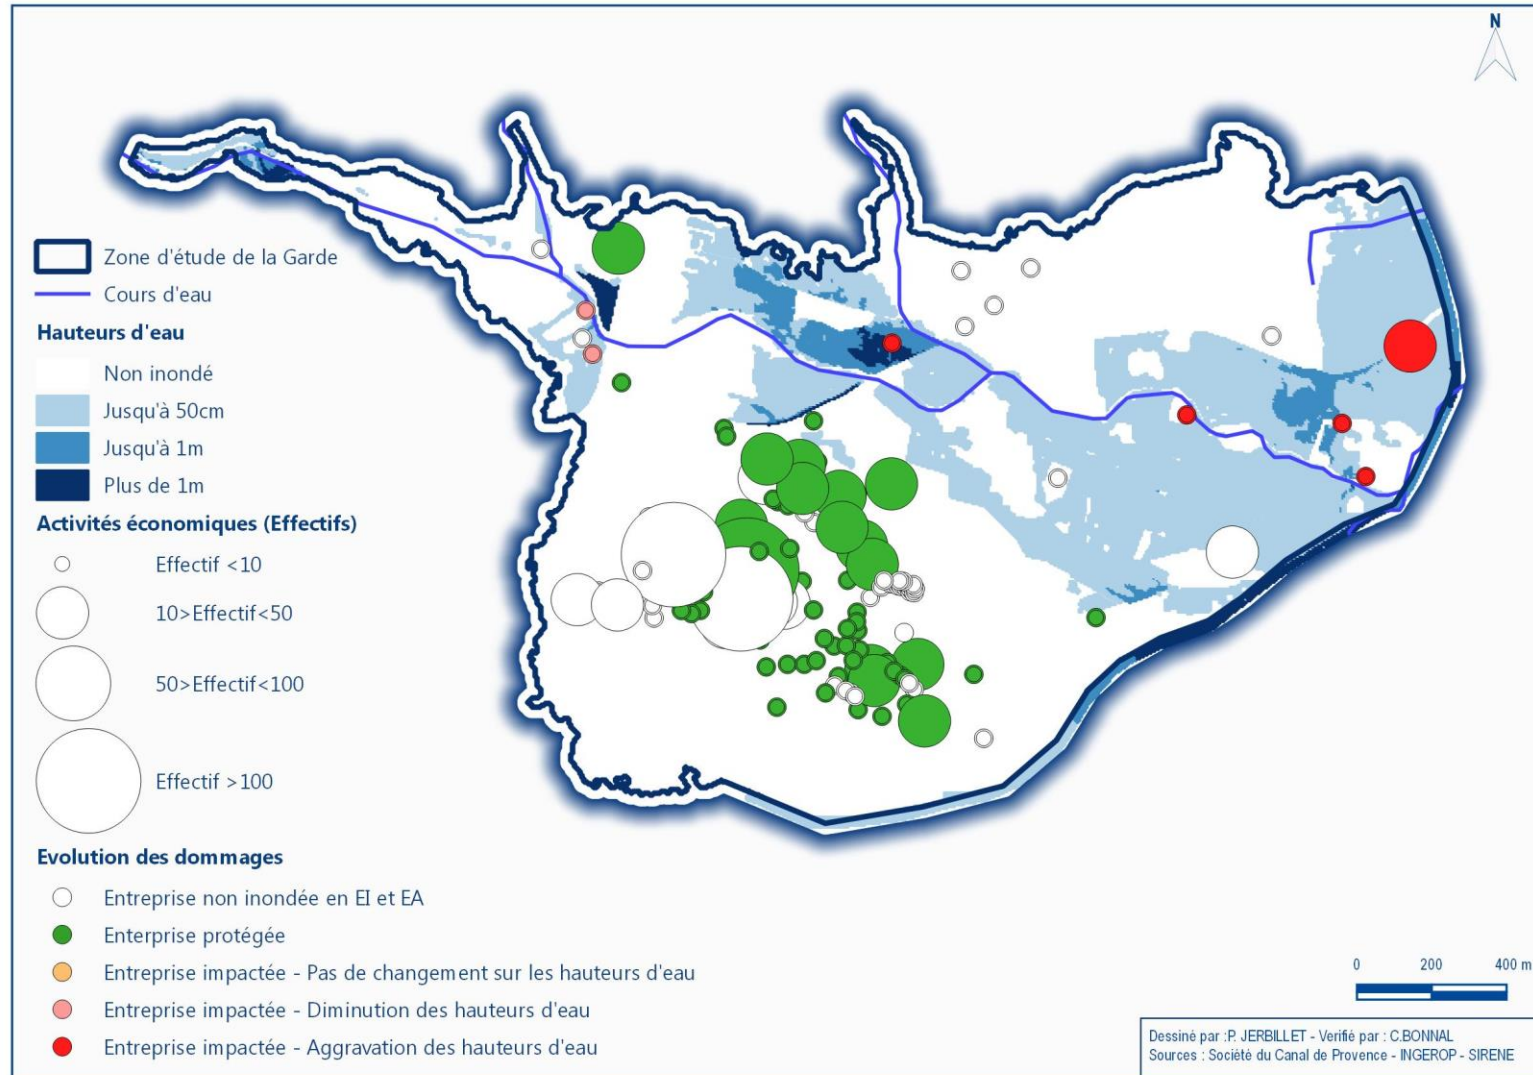 N
Zone d'étude de la Garde
Cours d'eau
Hauteurs d'eau
Non inondé
Jusqu'à 50cm
Jusqu'à 1m
Plus de 1m
Activités économiques (Effectifs)
Effectif <10
10>Effectif<50
50>Effectif<100
Effectif >100
Evolution des dommages
Entreprise non inondée en EI et EA
Enterprise protégée
Entreprise impactée - Pas de changement sur les hauteurs d'eau
Entreprise impactée - Diminution des hauteurs d'eau
Entreprise impactée - Aggravation des hauteurs d'eau
0 200 400 m
Dessiné par :P. JERBILLET - Verifié par : C.BONNAL
Sources : Société du Canal de Provence - INGEROP - SIRENE